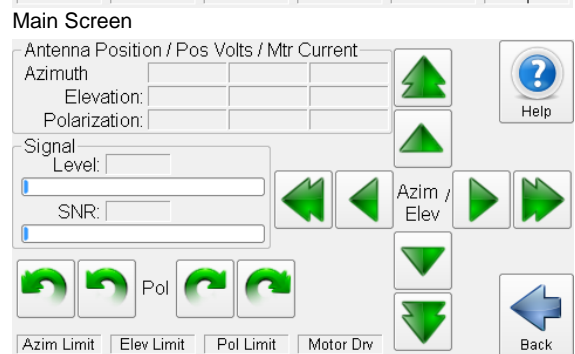 Main Screen
Antenna Position / Pos Volts / Mtr Current
Azimuth
Elevation:
Polarization:
Help
Signal
Level:
SNR:
Azim / Elev
Pol
Azim Limit
Elev Limit
Pol Limit
Motor Drv
Back